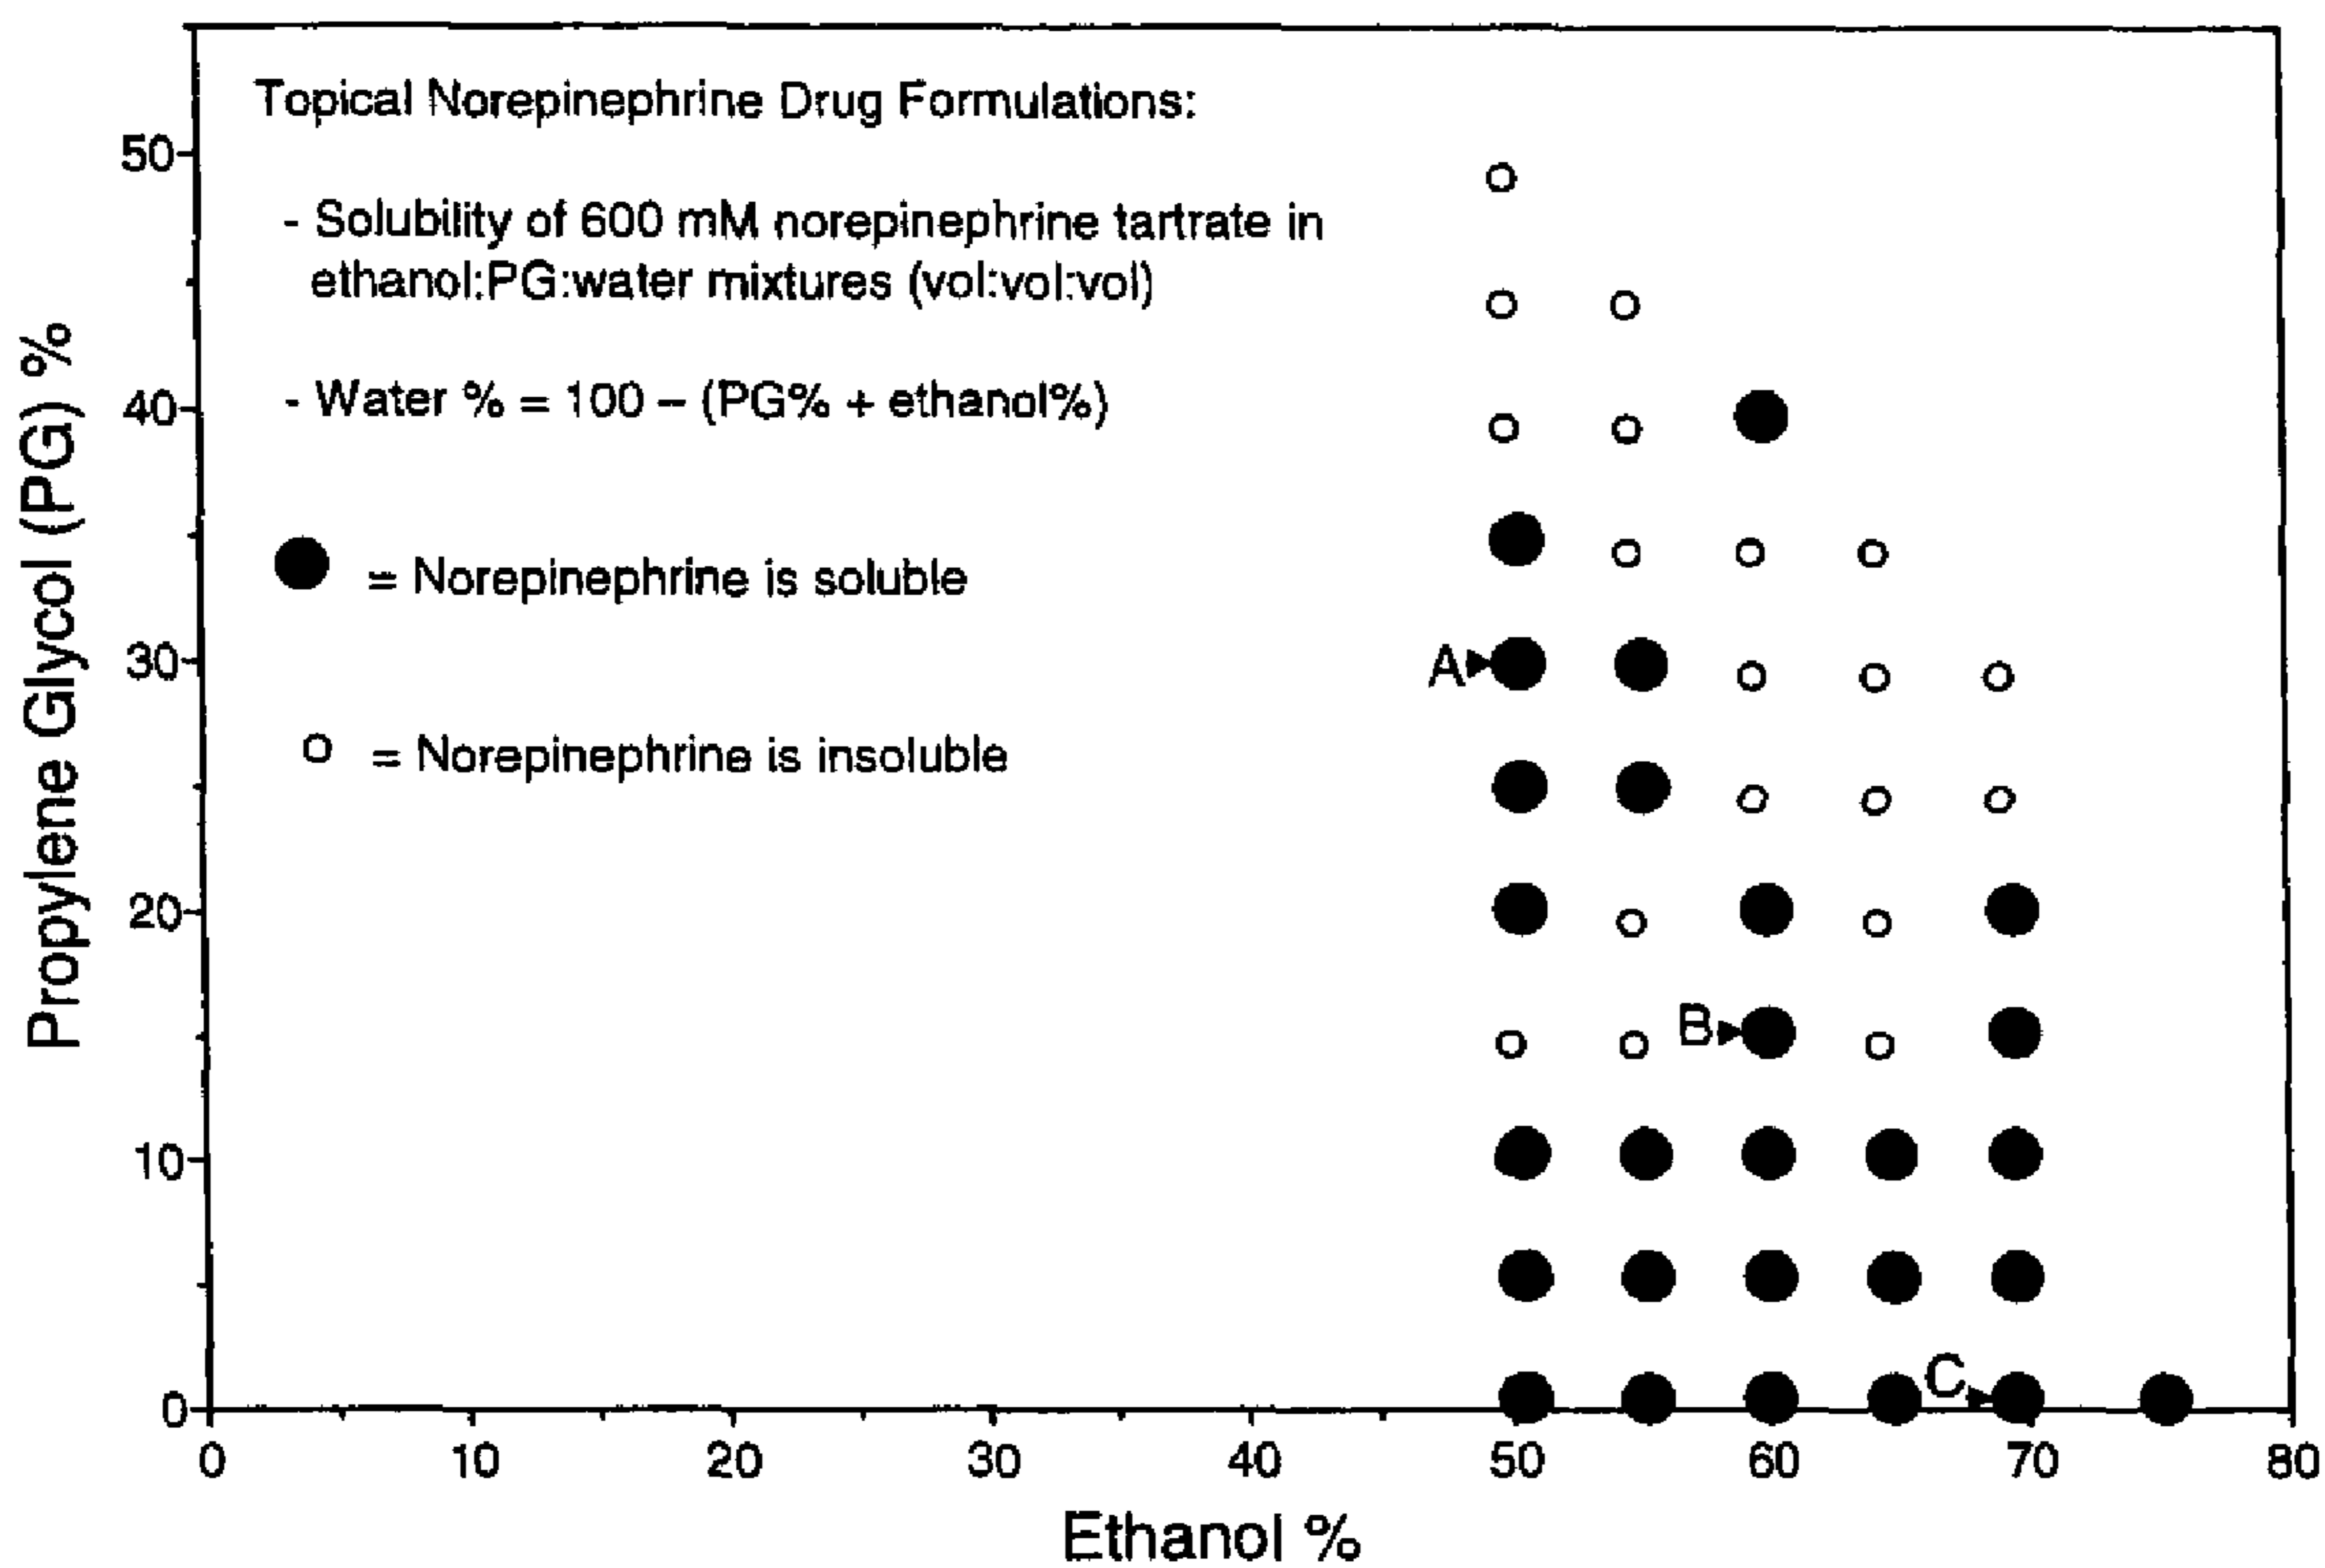 Topical Norepinephrine Drug Formulations:
- Solubility of 600 mM norepinephrine tartrate in
ethanol:PG:water mixtures (vol:vol:vol)
- Water % = 100 – (PG% + ethanol%)
= Norepinephrine is soluble
= Norepinephrine is insoluble
Propylene Glycol (PG) %
50
40
30
20
10
0
A
B
C
0 10 20 30 40 50 60 70 80
Ethanol %